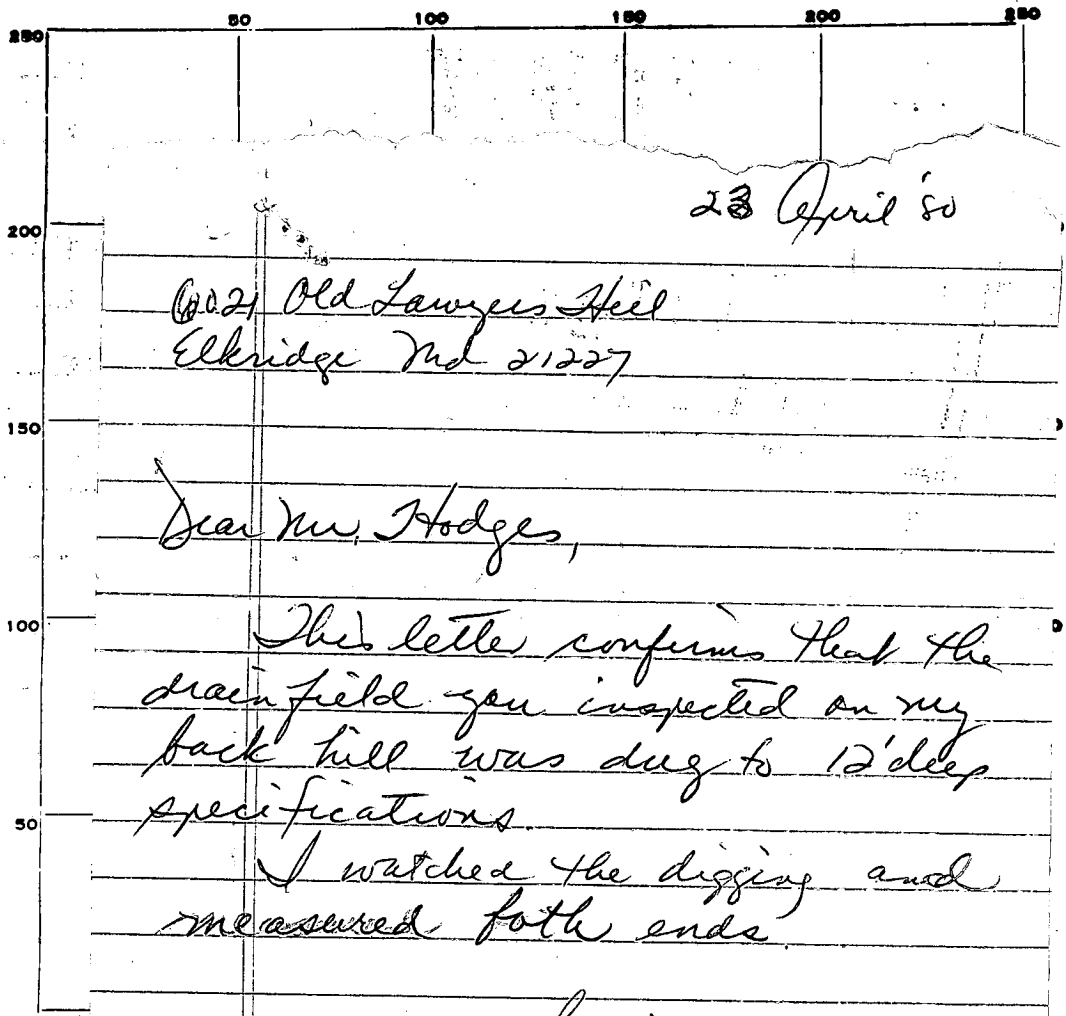 50 100 150 200 250
250
23 April '80
200
6021 Old Lawyers Hill
Elkridge Md 21227
150
Dear Mr. Hodges,
100
This letter confirms that the
drainfield you inspected on my
back hill was dug to 12' deep
specifications.
50
I watched the digging and
measured both ends.